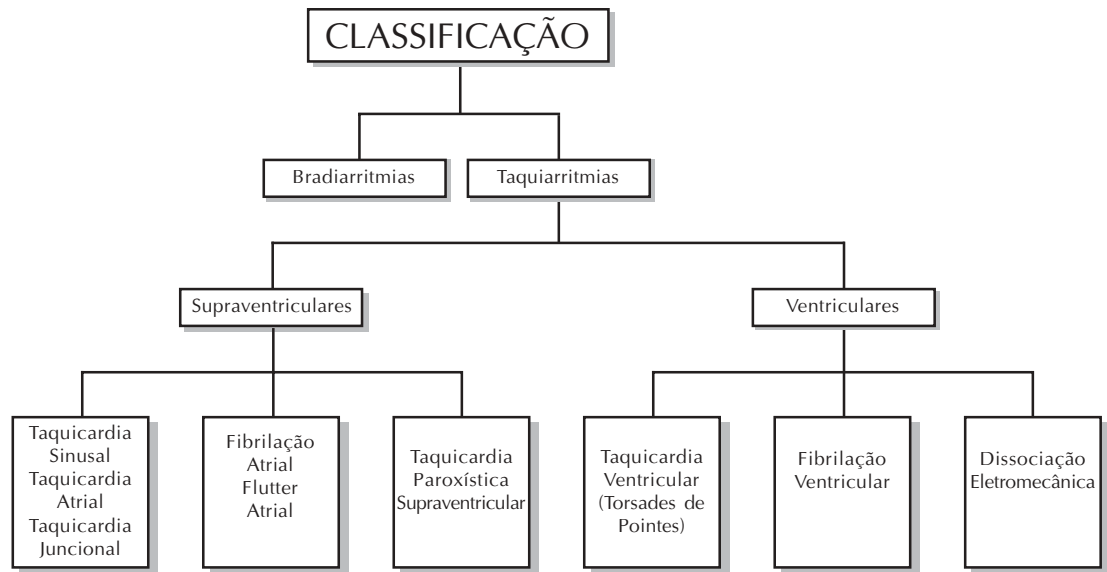 CLASSIFICAÇÃO
Bradiarritmias
Taquiarritmias
Supraventriculares
Ventriculares
Taquicardia
Sinusal
Taquicardia
Atrial
Taquicardia
Juncional
Fibrilação
Atrial
Flutter
Atrial
Taquicardia
Paroxística
Supraventricular
Taquicardia
Ventricular
(Torsades de
Pointes)
Fibrilação
Ventricular
Dissociação
Eletromecânica